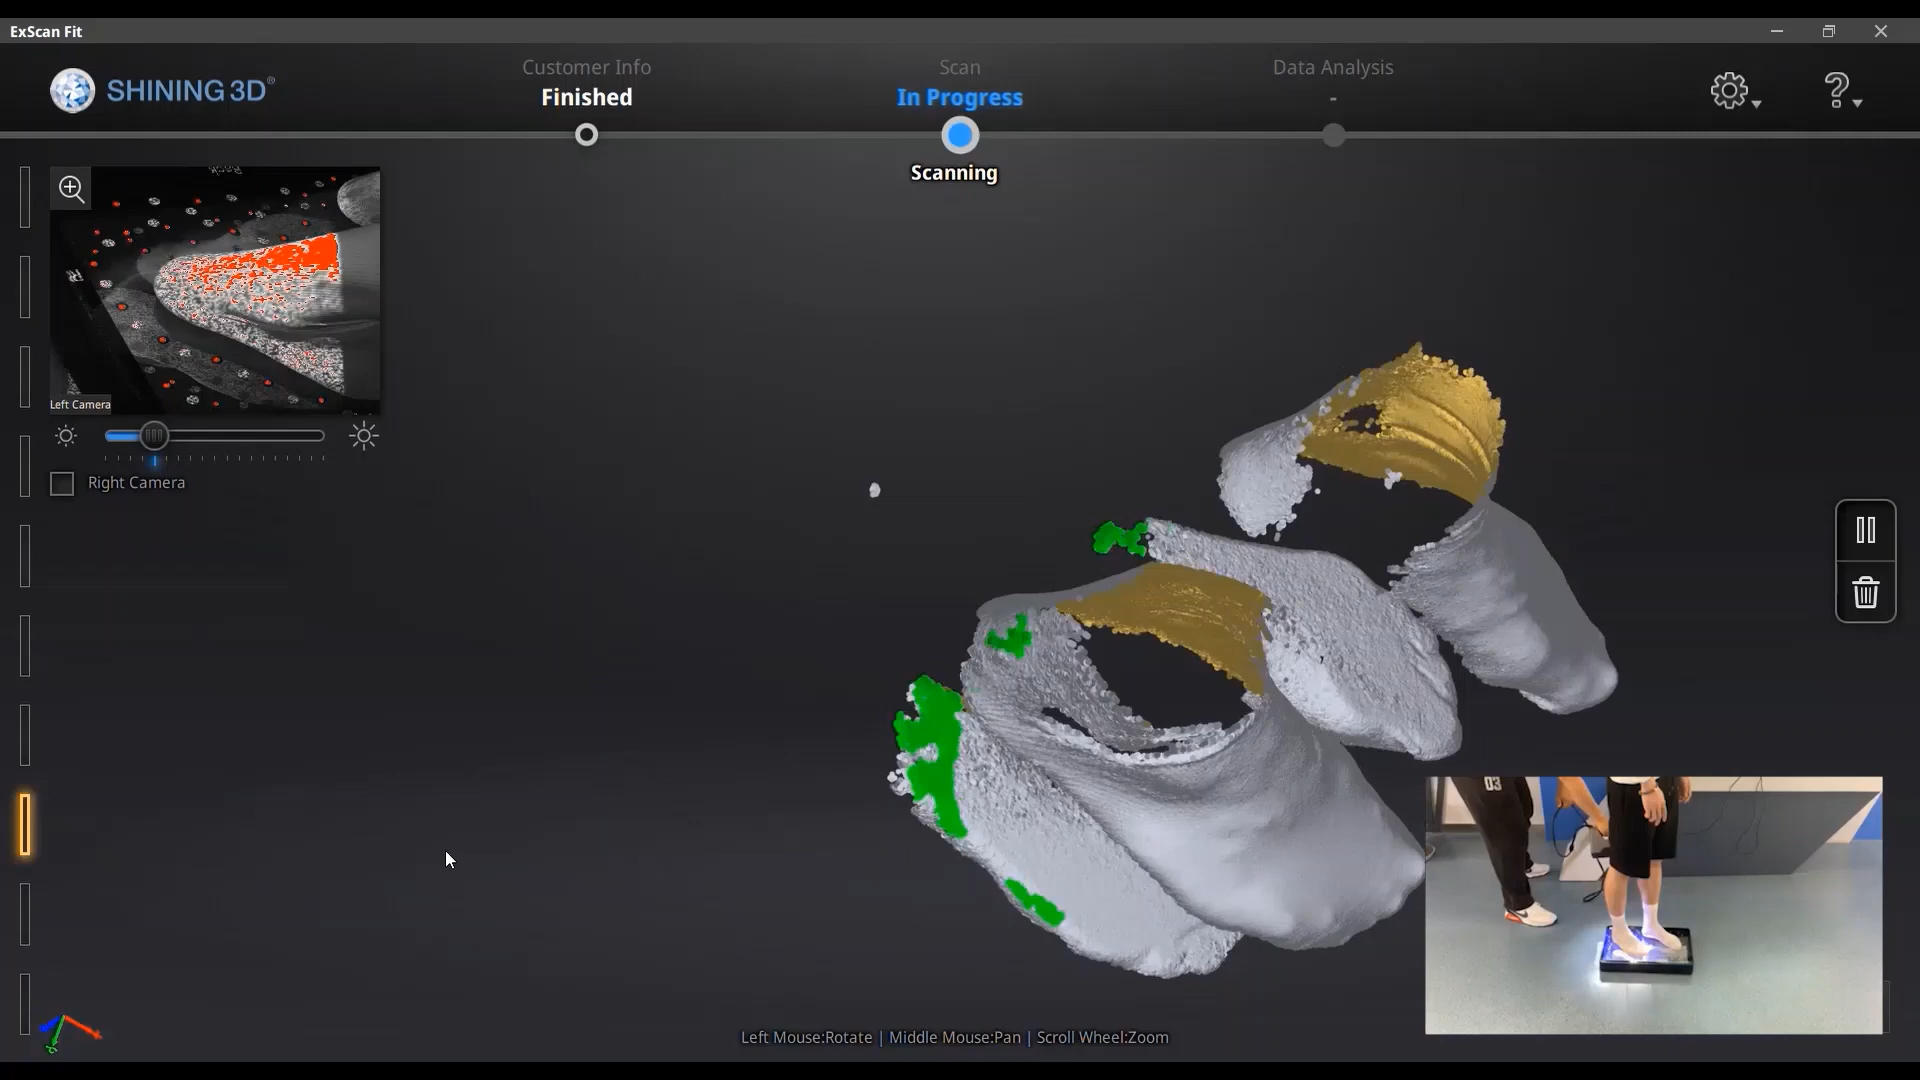 ExScan Fit
SHINING 3D®
Customer Info
Finished
Scan
In Progress
Scanning
Data Analysis
-
?
Left Camera
Right Camera
03
Left Mouse:Rotate | Middle Mouse:Pan | Scroll Wheel:Zoom